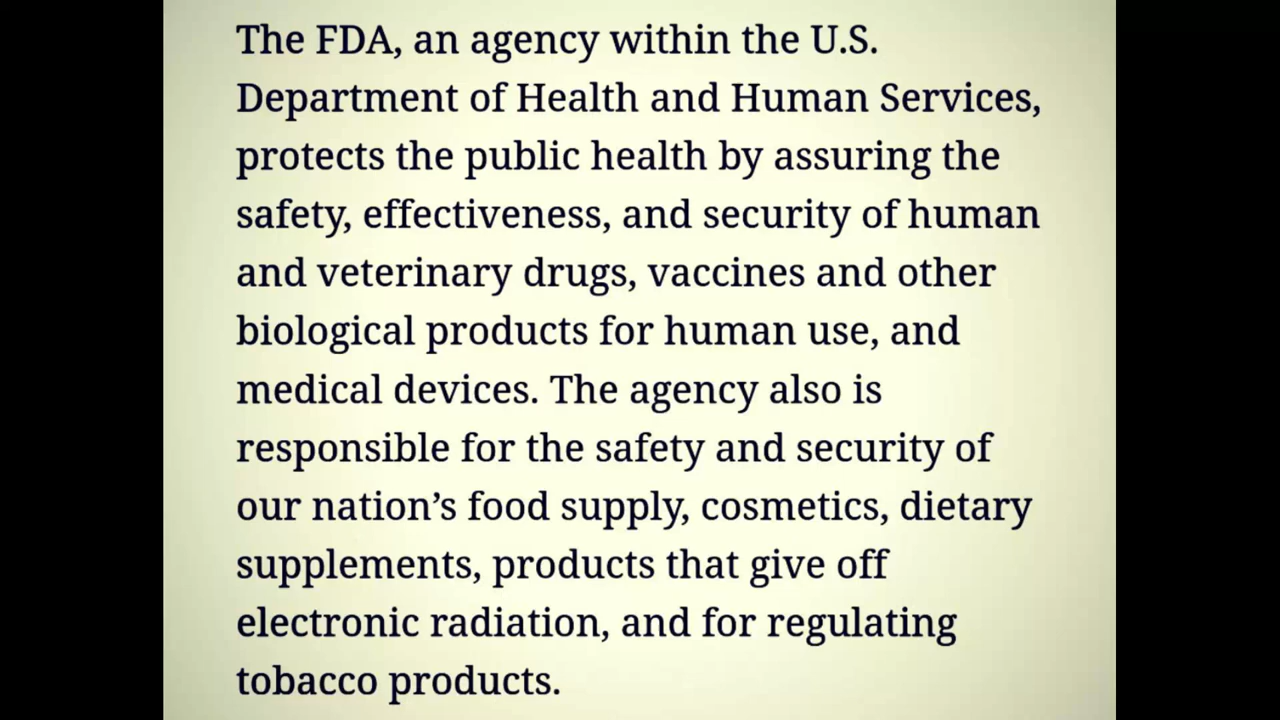 The FDA, an agency within the U.S.
Department of Health and Human Services,
protects the public health by assuring the
safety, effectiveness, and security of human
and veterinary drugs, vaccines and other
biological products for human use, and
medical devices. The agency also is
responsible for the safety and security of
our nation’s food supply, cosmetics, dietary
supplements, products that give off
electronic radiation, and for regulating
tobacco products.